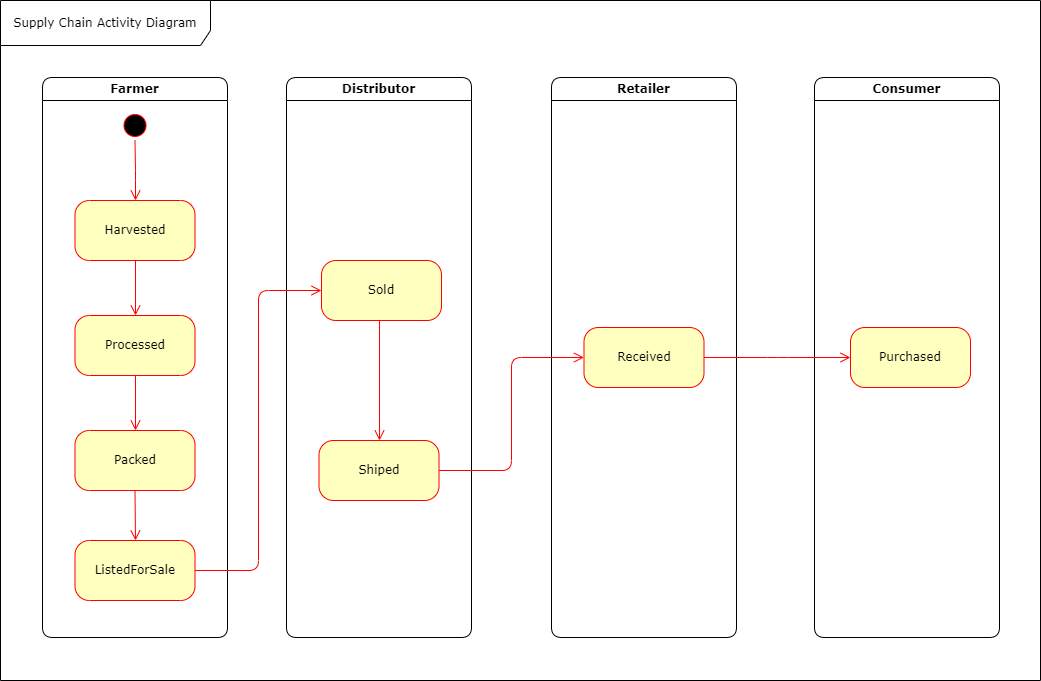 Supply Chain Activity Diagram
Farmer
Harvested
Processed
Packed
ListedForSale
Distributor
Sold
Shiped
Retailer
Received
Consumer
Purchased